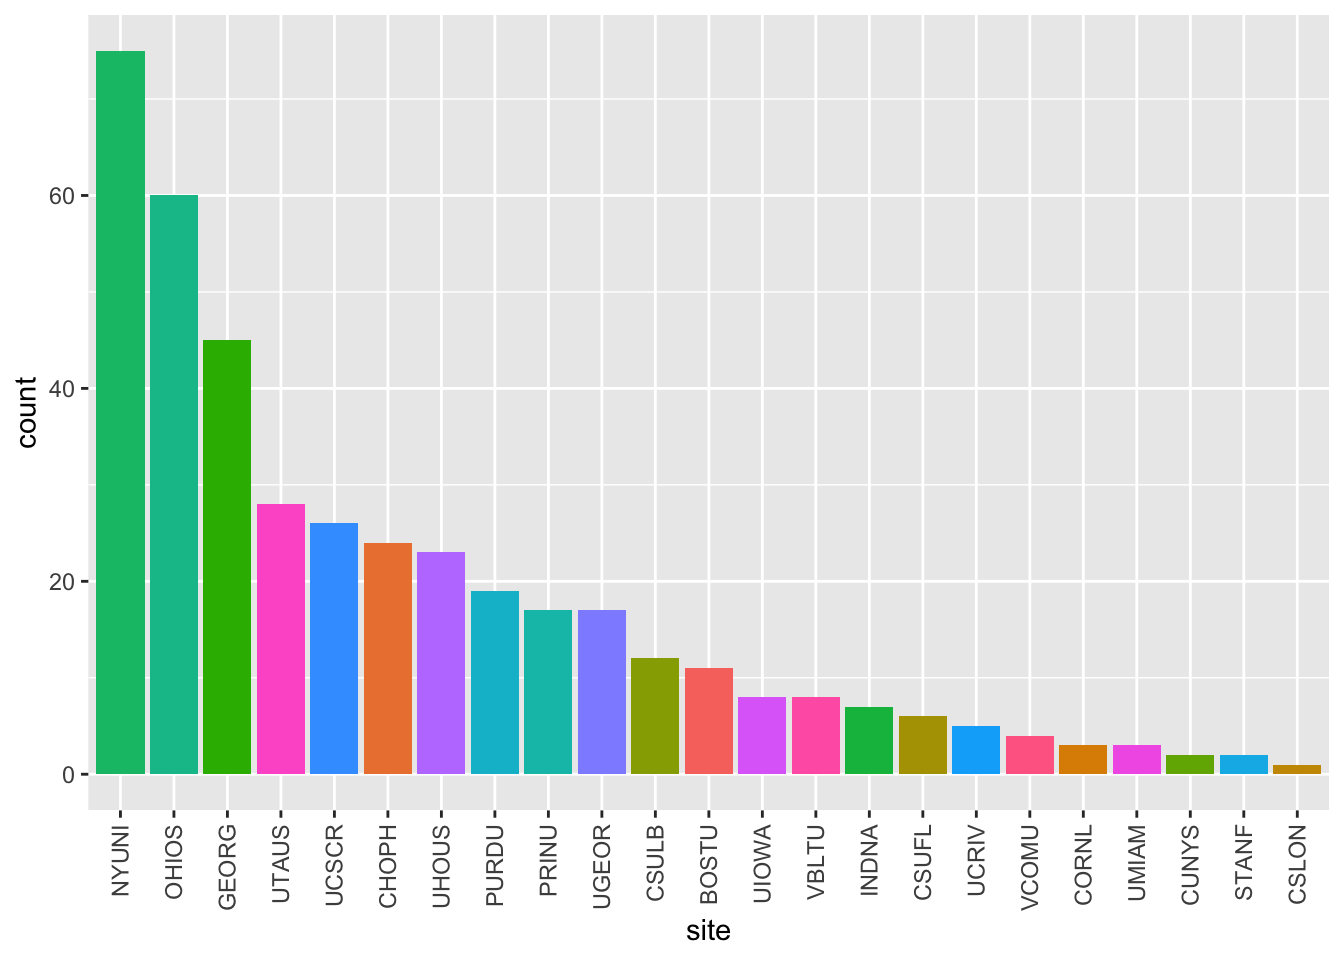 count
60
40
20
0
NYUNI
OHIOS
GEORG
UTAUS
UCSCR
CHOPH
UHOUS
PURDU
PRINU
UGEOR
CSULB
BOSTU
UIOWA
VBLTU
INDNA
CSUFL
UCRIV
VCOMU
CORNL
UMIAM
CUNYS
STANF
CSLON
site